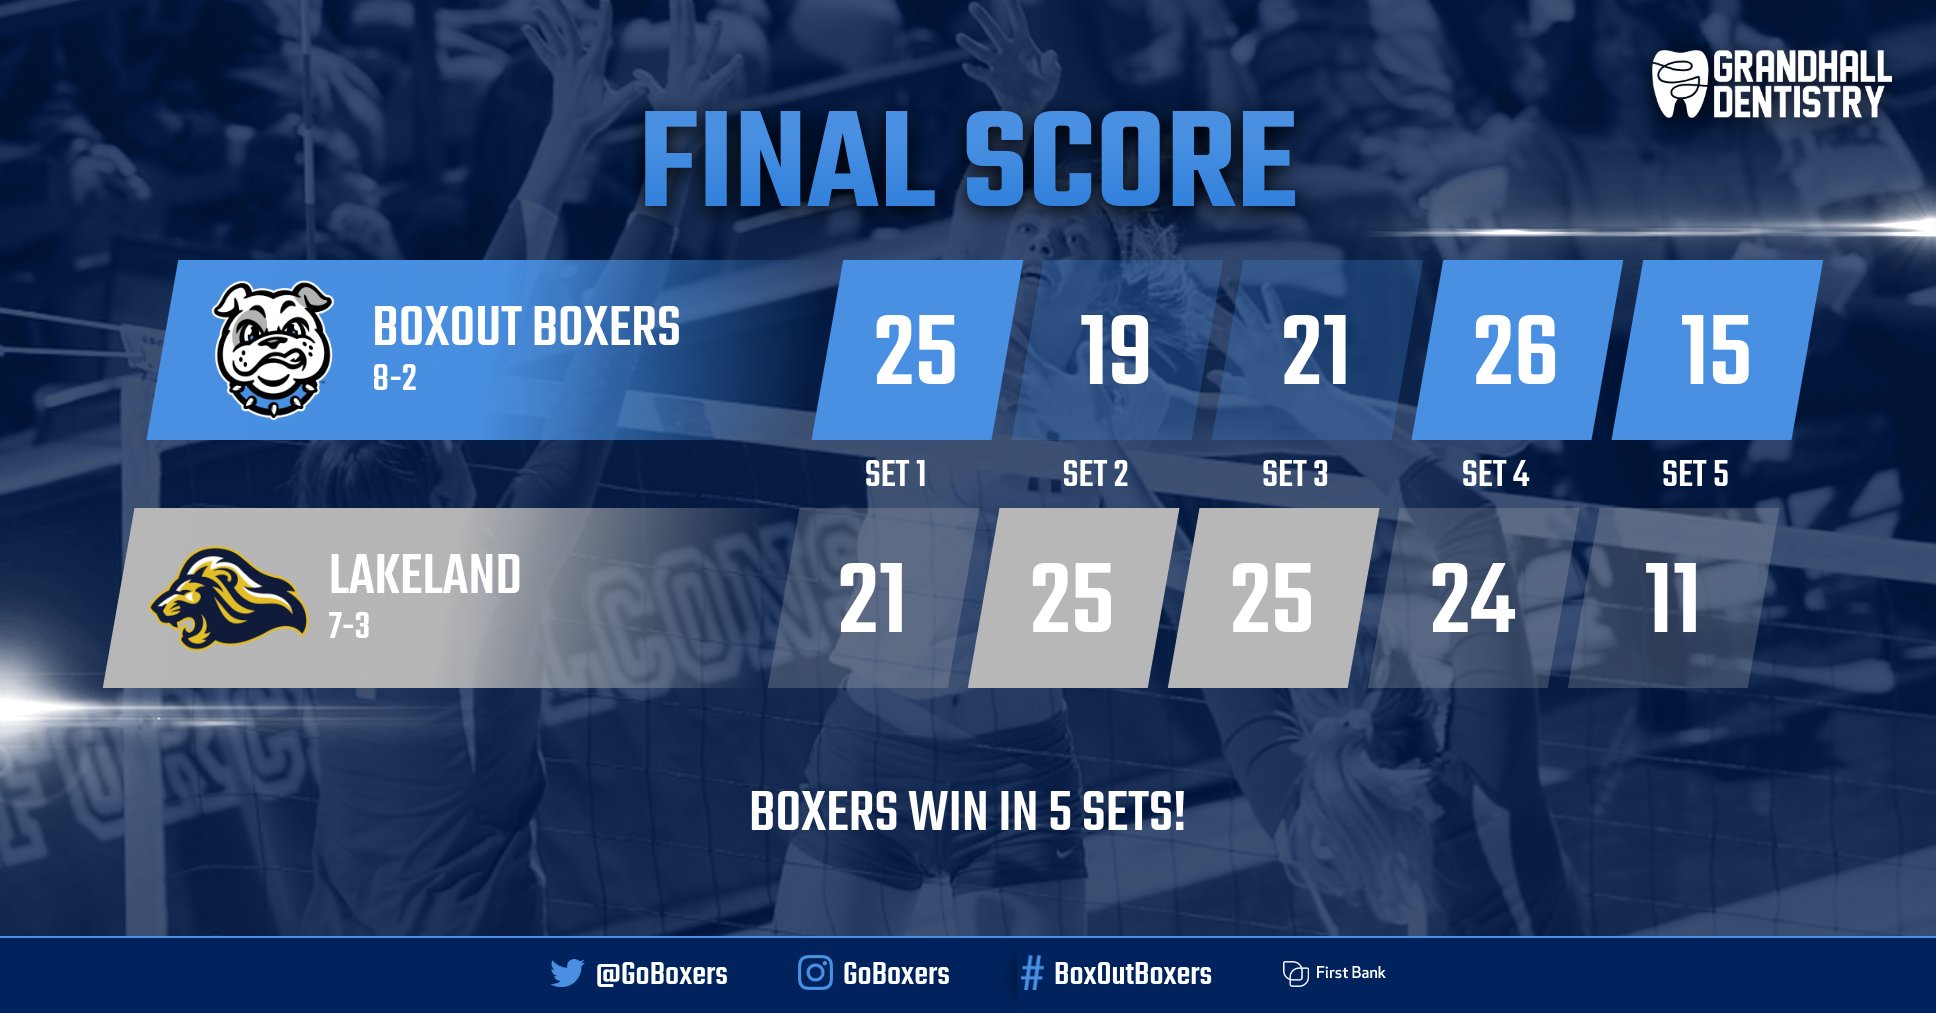 GRANDHALL
DENTISTRY
FINAL SCORE
BOXOUT BOXERS
8-2
25 19 21 26 15
SET 1 SET 2 SET 3 SET 4 SET 5
LAKELAND
7-3
21 25 25 24 11
BOXERS WIN IN 5 SETS!
@GoBoxers GoBoxers # BoxOutBoxers First Bank